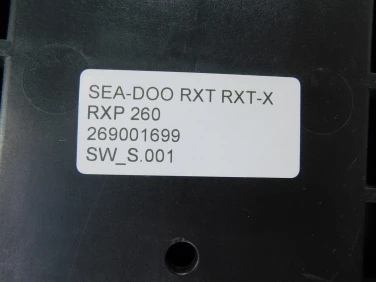 SEA-DOO RXT RXT-X
RXP 260
269001699
SW_S.001